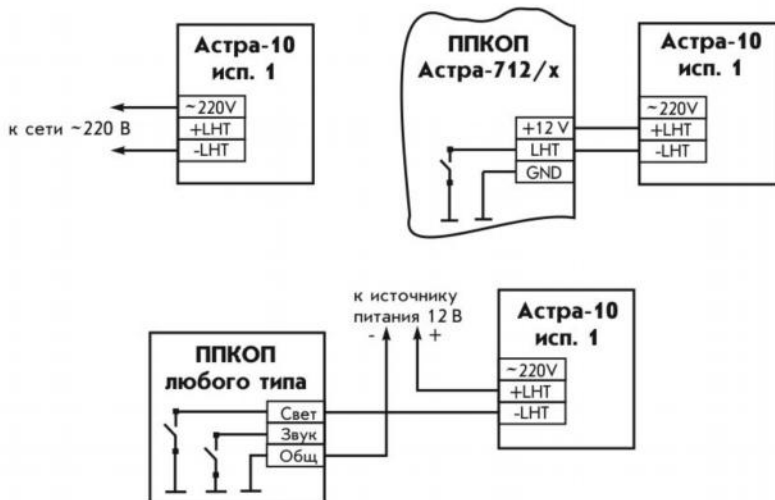 Астра-10
исп. 1
~220V
+LHT
-LHT
к сети ~220 В
ППКОП
Астра-712/х
+12 V
LHT
GND
Астра-10
исп. 1
~220V
+LHT
-LHT
к источнику
питания 12 В
- +
ППКОП
любого типа
Свет
Звук
Общ
Астра-10
исп. 1
~220V
+LHT
-LHT